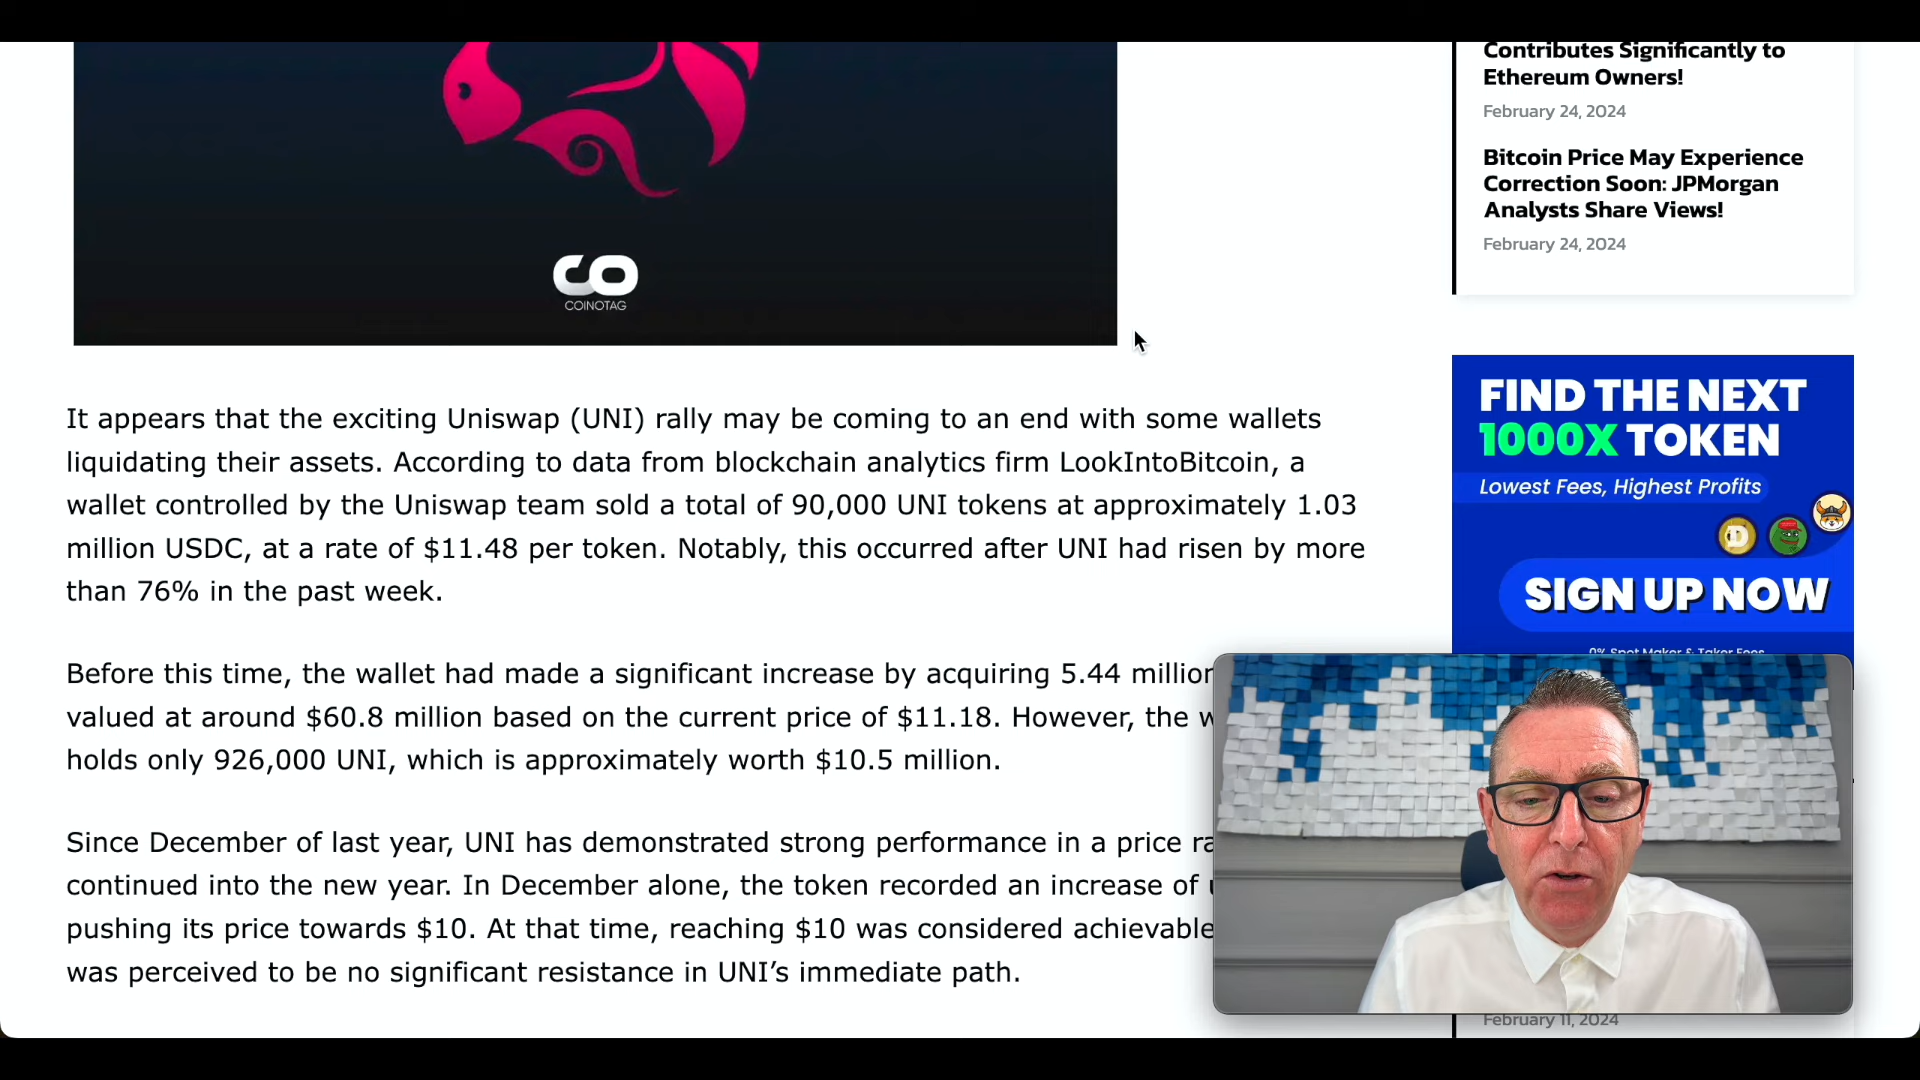 CO
COINOTAG
It appears that the exciting Uniswap (UNI) rally may be coming to an end with some wallets
liquidating their assets. According to data from blockchain analytics firm LookIntoBitcoin, a
wallet controlled by the Uniswap team sold a total of 90,000 UNI tokens at approximately 1.03
million USDC, at a rate of $11.48 per token. Notably, this occurred after UNI had risen by more
than 76% in the past week.
Before this time, the wallet had made a significant increase by acquiring 5.44 million
valued at around $60.8 million based on the current price of $11.18. However, the
holds only 926,000 UNI, which is approximately worth $10.5 million.
Since December of last year, UNI has demonstrated strong performance in a price
continued into the new year. In December alone, the token recorded an increase of
pushing its price towards $10. At that time, reaching $10 was considered achievable
was perceived to be no significant resistance in UNI’s immediate path.
Contributes Significantly to
Ethereum Owners!
February 24, 2024
Bitcoin Price May Experience
Correction Soon: JPMorgan
Analysts Share Views!
February 24, 2024
FIND THE NEXT
1000X TOKEN
Lowest Fees, Highest Profits
SIGN UP NOW
0% Spot Maker & Taker Fees
February 11, 2024